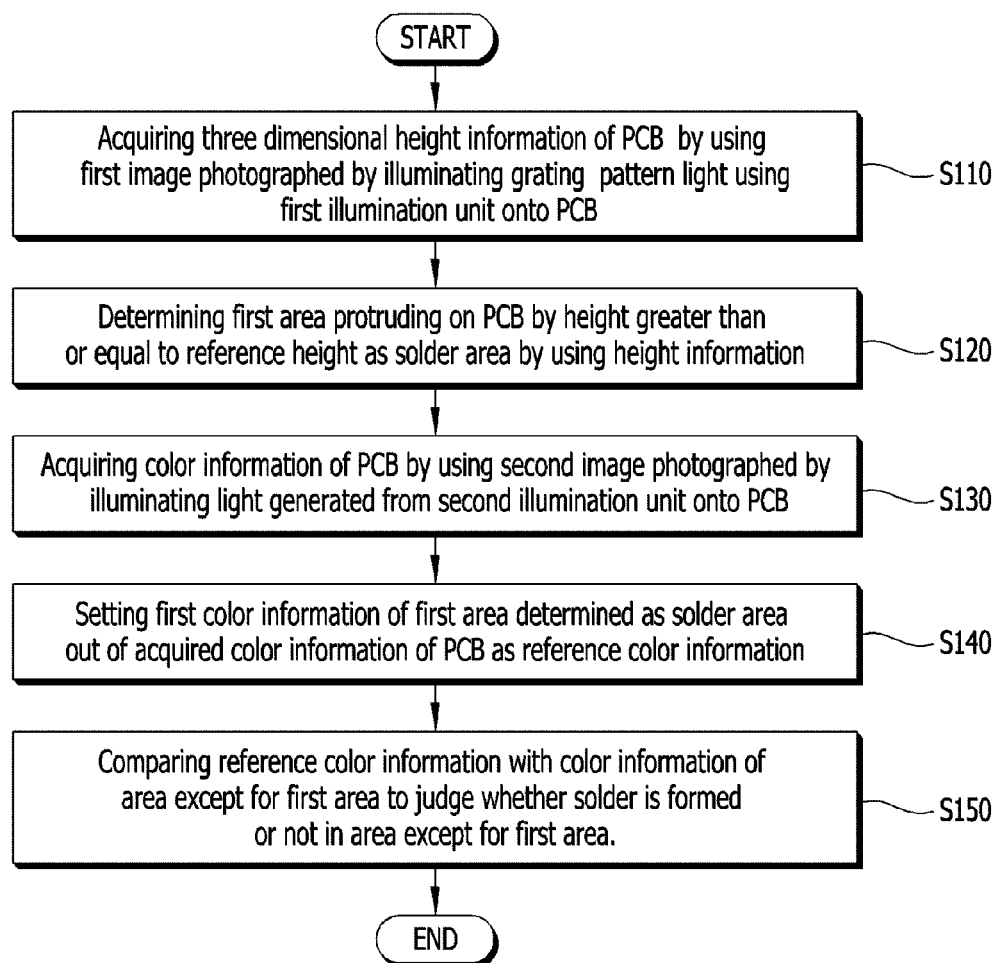 START
Acquiring three dimensional height information of PCB by using
first image photographed by illuminating grating pattern light using
first illumination unit onto PCB
S110
Determining first area protruding on PCB by height greater than
or equal to reference height as solder area by using height information
S120
Acquiring color information of PCB by using second image photographed by
illuminating light generated from second illumination unit onto PCB
S130
Setting first color information of first area determined as solder area
out of acquired color information of PCB as reference color information
S140
Comparing reference color information with color information of
area except for first area to judge whether solder is formed
or not in area except for first area.
S150
END